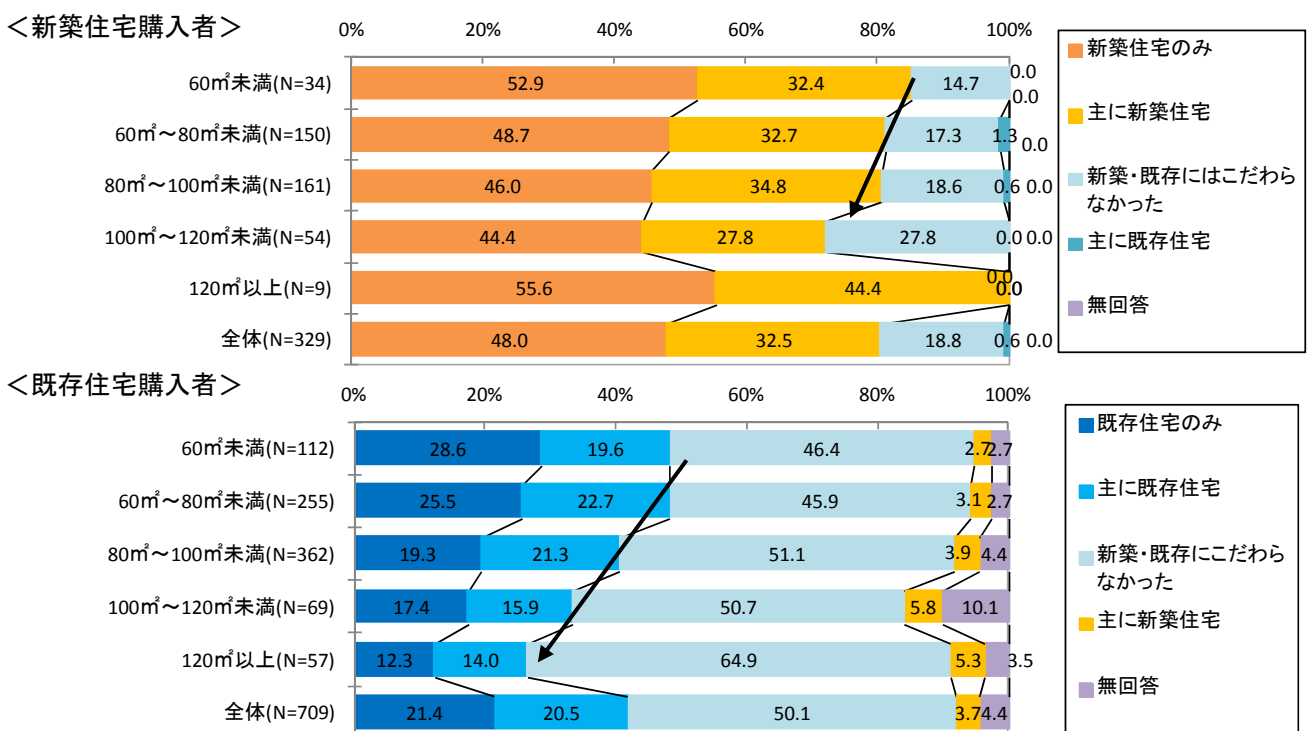 ＜新築住宅購入者＞
0% 20% 40% 60% 80% 100%
60㎡未満(N=34) 52.9 32.4 14.7 0.0 0.0
60㎡～80㎡未満(N=150) 48.7 32.7 17.3 1.3 0.0
80㎡～100㎡未満(N=161) 46.0 34.8 18.6 0.6 0.0
100㎡～120㎡未満(N=54) 44.4 27.8 27.8 0.0 0.0
120㎡以上(N=9) 55.6 44.4 0.0 0.0 0.0
全体(N=329) 48.0 32.5 18.8 0.6 0.0
新築住宅のみ
主に新築住宅
新築・既存にはこだわら
なかった
主に既存住宅
無回答
＜既存住宅購入者＞
0% 20% 40% 60% 80% 100%
60㎡未満(N=112) 28.6 19.6 46.4 2.7 2.7
60㎡～80㎡未満(N=255) 25.5 22.7 45.9 3.1 2.7
80㎡～100㎡未満(N=362) 19.3 21.3 51.1 3.9 4.4
100㎡～120㎡未満(N=69) 17.4 15.9 50.7 5.8 10.1
120㎡以上(N=57) 12.3 14.0 64.9 5.3 3.5
全体(N=709) 21.4 20.5 50.1 3.7 4.4
既存住宅のみ
主に既存住宅
新築・既存にこだわら
なかった
主に新築住宅
無回答